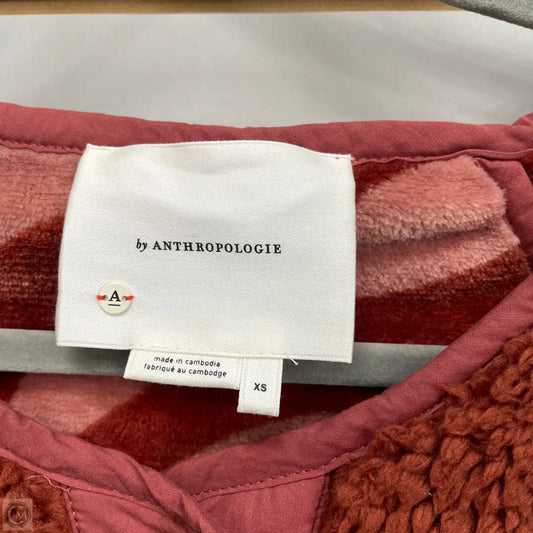 by ANTHROPOLOGIE
A
made in cambodia
fabriqué au cambodge
XS